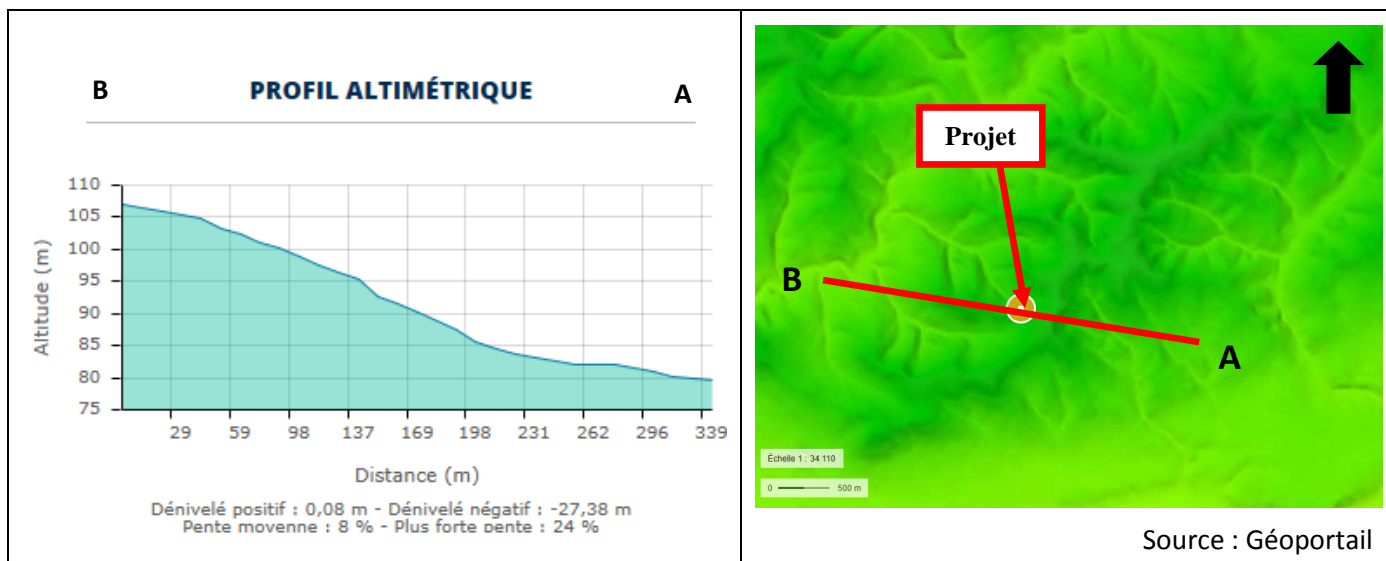 B PROFIL ALTIMÉTRIQUE A
110
105
100
95
90
85
80
75
Altitude (m)
29 59 98 137 169 198 231 262 296 339
Distance (m)
Dénivelé positif : 0,08 m - Dénivelé négatif : -27,38 m
Pente moyenne : 8 % - Plus forte pente : 24 %
Projet
B
A
Échelle 1 : 34 110
0 500 m
Source : Géoportail